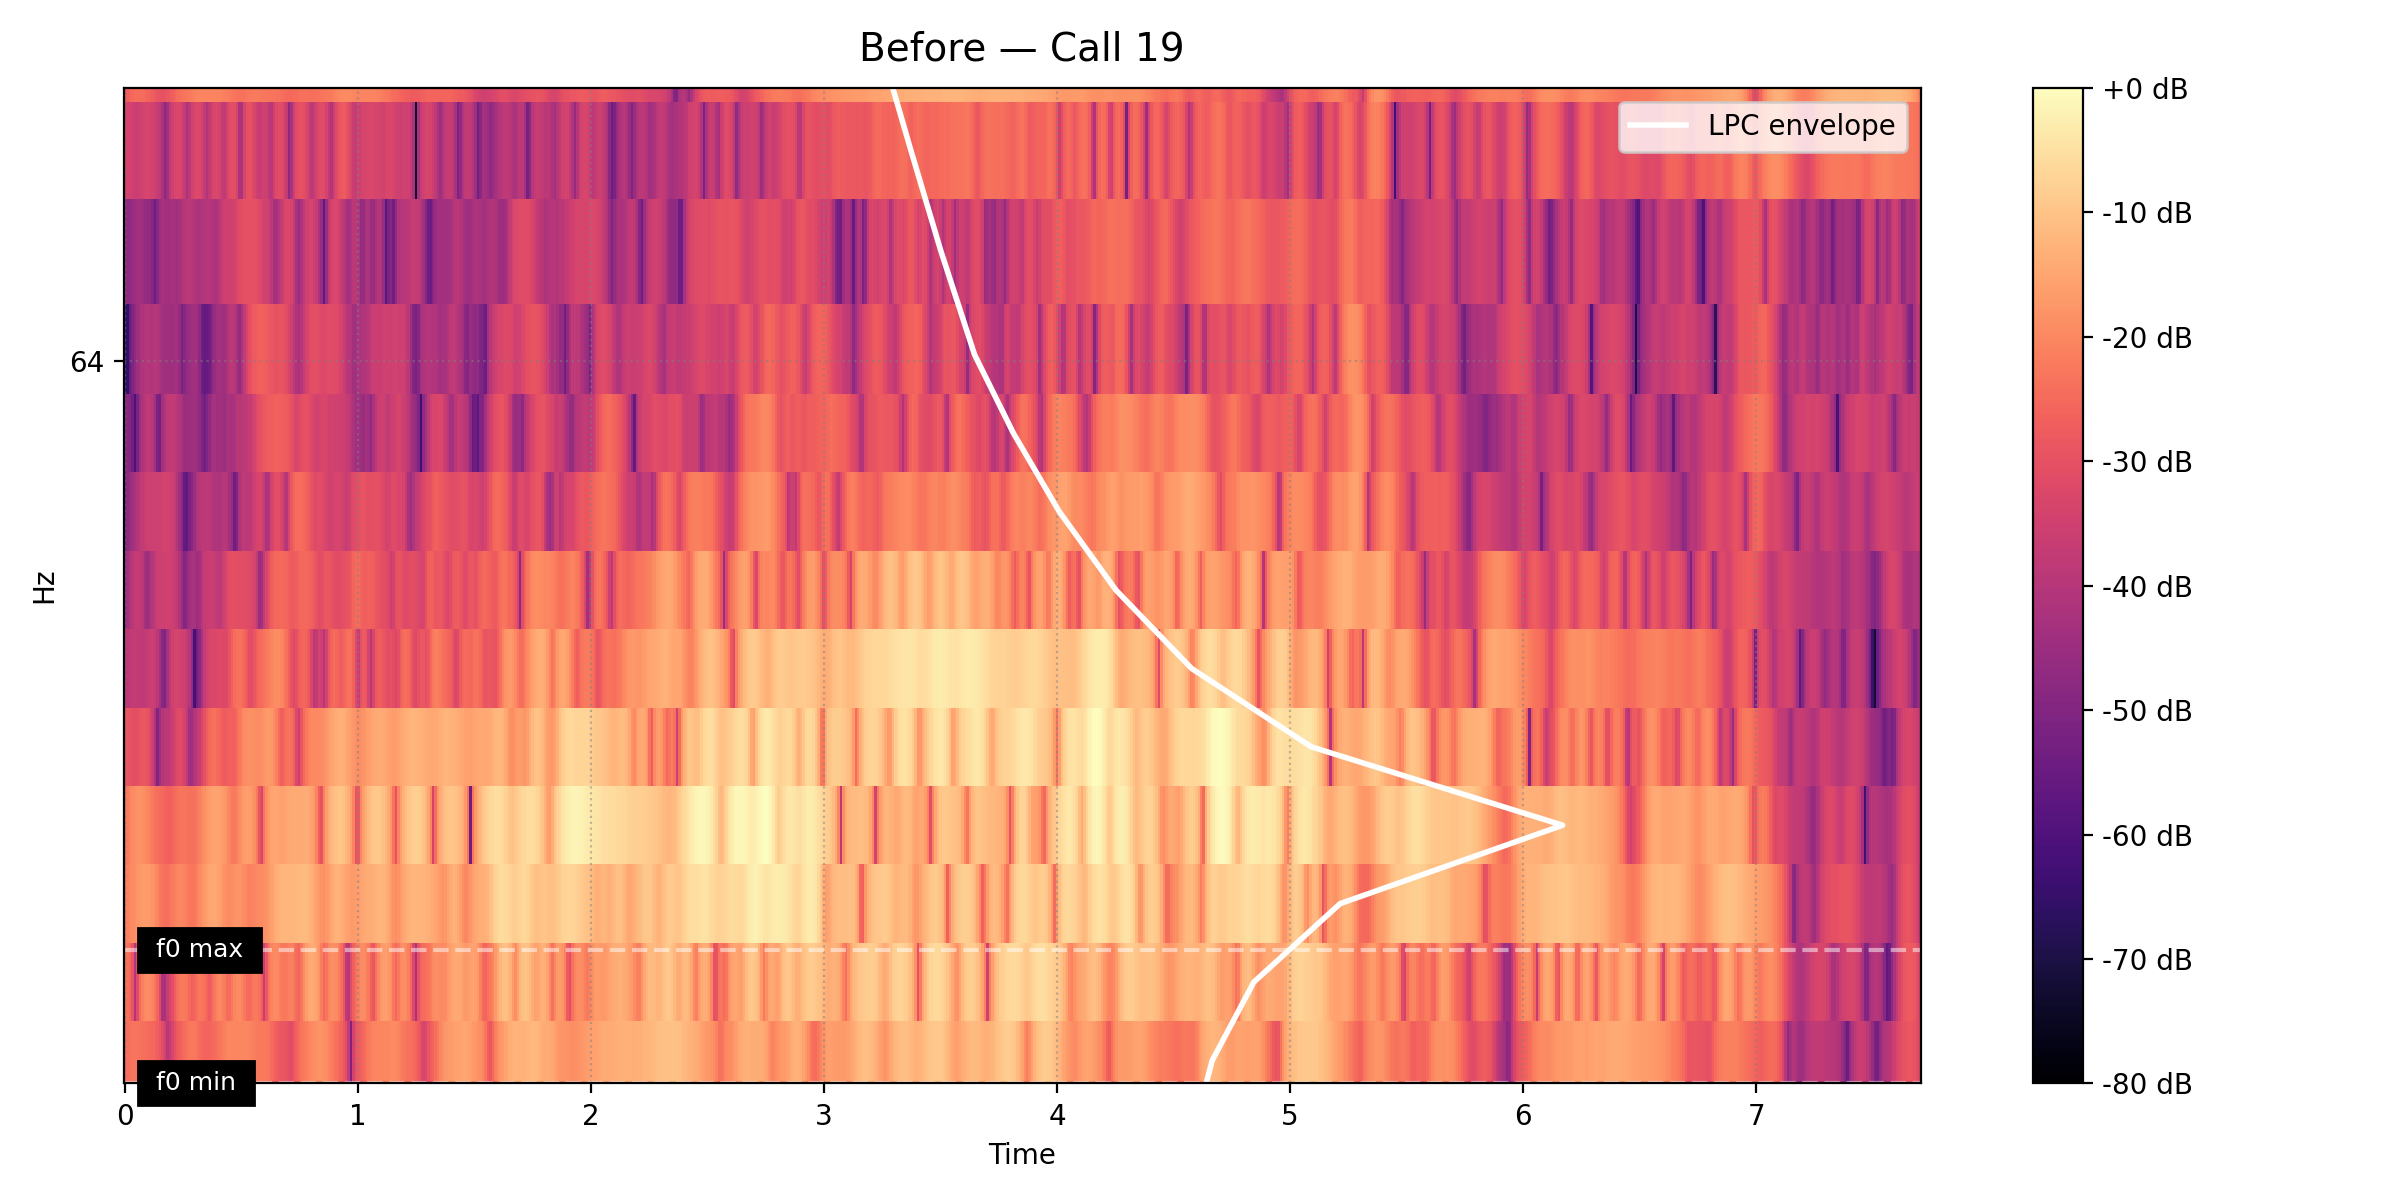 Before — Call 19
LPC envelope
+0 dB
-10 dB
-20 dB
-30 dB
-40 dB
-50 dB
-60 dB
-70 dB
-80 dB
64
Hz
f0 max
f0 min
0 1 2 3 4 5 6 7
Time